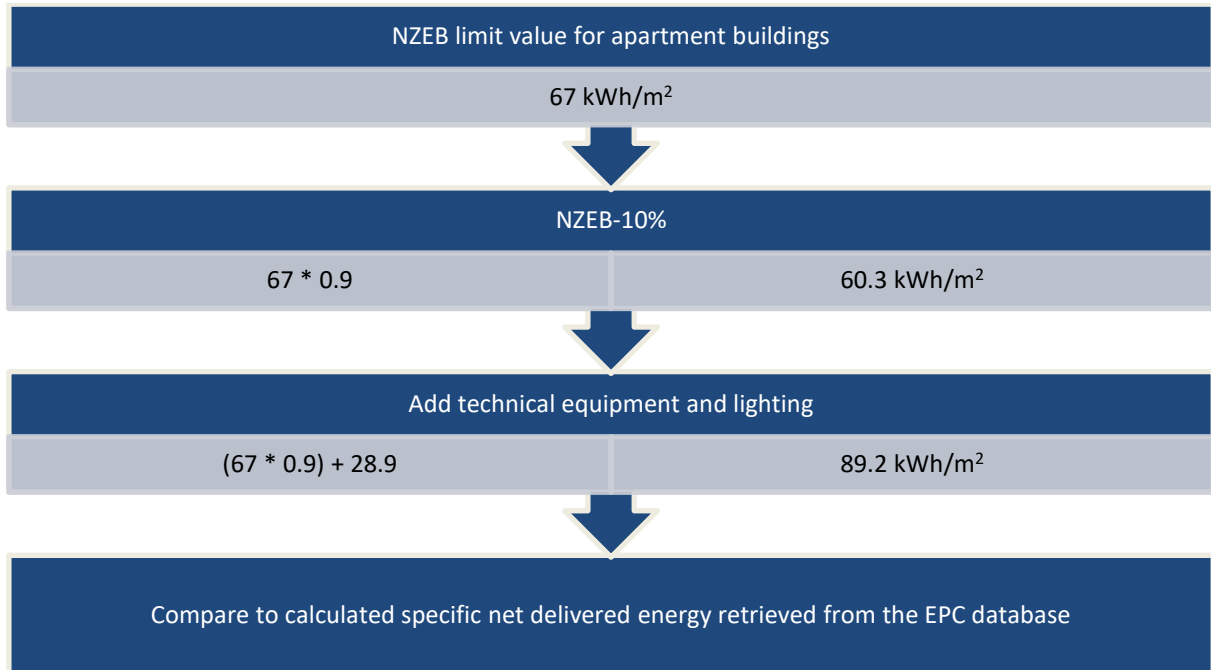 NZEB limit value for apartment buildings
67 kWh/m²
NZEB-10%
67 * 0.9
60.3 kWh/m²
Add technical equipment and lighting
(67 * 0.9) + 28.9
89.2 kWh/m²
Compare to calculated specific net delivered energy retrieved from the EPC database